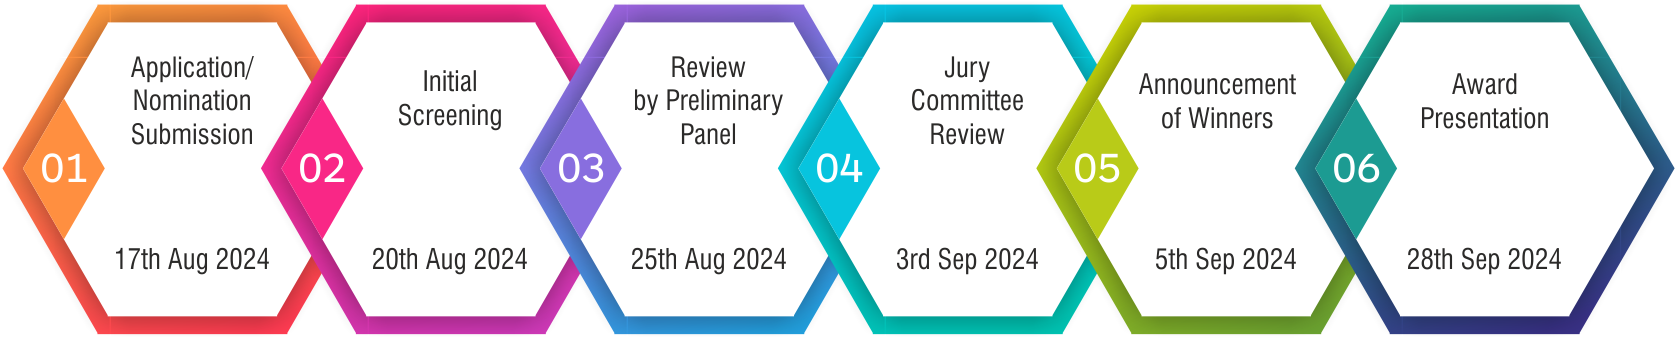 01
Application/
Nomination
Submission
17th Aug 2024
02
Initial
Screening
20th Aug 2024
03
Review
by Preliminary
Panel
25th Aug 2024
04
Jury
Committee
Review
3rd Sep 2024
05
Announcement
of Winners
5th Sep 2024
06
Award
Presentation
28th Sep 2024